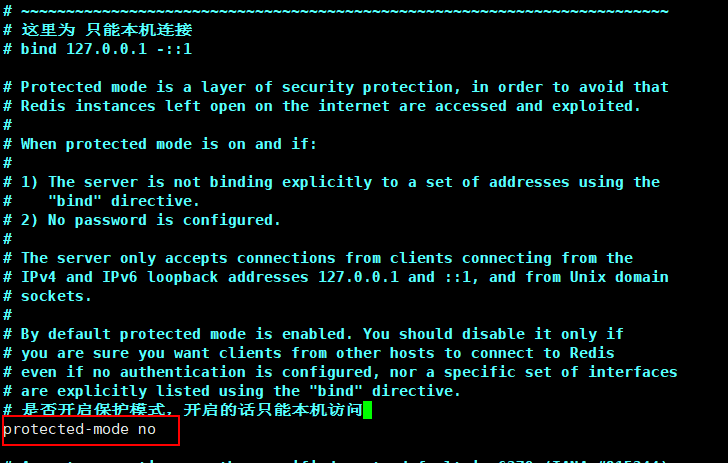 # ~~~~~~~~~~~~~~~~~~~~~~~~~~~~~~~~~~~~~~~~~~~~~~~~~~~~~~~~~~~~~~~~~~~~~~~~
# 这里为 只能本机连接
# bind 127.0.0.1 -::1
# Protected mode is a layer of security protection, in order to avoid that
# Redis instances left open on the internet are accessed and exploited.
#
# When protected mode is on and if:
#
# 1) The server is not binding explicitly to a set of addresses using the
#    "bind" directive.
# 2) No password is configured.
#
# The server only accepts connections from clients connecting from the
# IPv4 and IPv6 loopback addresses 127.0.0.1 and ::1, and from Unix domain
# sockets.
#
# By default protected mode is enabled. You should disable it only if
# you are sure you want clients from other hosts to connect to Redis
# even if no authentication is configured, nor a specific set of interfaces
# are explicitly listed using the "bind" directive.
# 是否开启保护模式，开启的话只能本机访问
protected-mode no